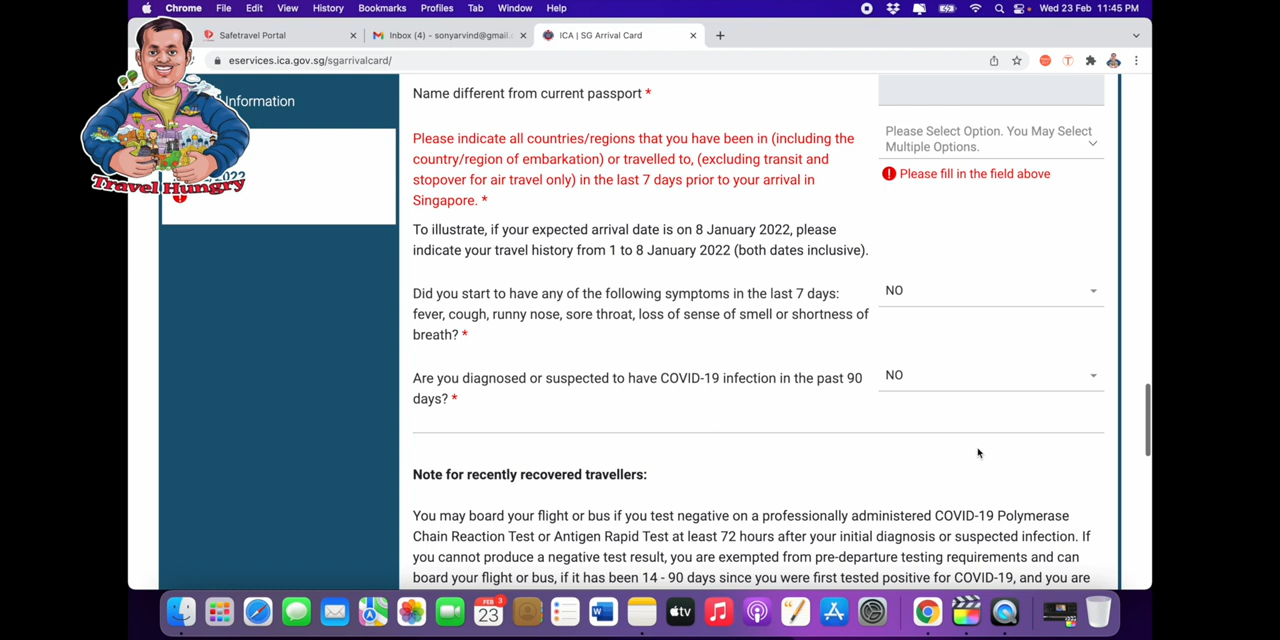 Chrome File Edit View History Bookmarks Profiles Tab Window Help Wed 23 Feb 11:45 PM
Safetravel Portal Inbox (4) - sonyarvind@gmail. ICA | SG Arrival Card
eservices.ica.gov.sg/sgarrivalcard/
Information
Travel Hungry
Name different from current passport *
Please indicate all countries/regions that you have been in (including the
country/region of embarkation) or travelled to, (excluding transit and
stopover for air travel only) in the last 7 days prior to your arrival in
Singapore. *
Please Select Option. You May Select
Multiple Options.
Please fill in the field above
To illustrate, if your expected arrival date is on 8 January 2022, please
indicate your travel history from 1 to 8 January 2022 (both dates inclusive).
Did you start to have any of the following symptoms in the last 7 days:
fever, cough, runny nose, sore throat, loss of sense of smell or shortness of
breath? *
NO
Are you diagnosed or suspected to have COVID-19 infection in the past 90
days? *
NO
Note for recently recovered travellers:
You may board your flight or bus if you test negative on a professionally administered COVID-19 Polymerase
Chain Reaction Test or Antigen Rapid Test at least 72 hours after your initial diagnosis or suspected infection. If
you cannot produce a negative test result, you are exempted from pre-departure testing requirements and can
board your flight or bus, if it has been 14 - 90 days since you were first tested positive for COVID-19, and you are
FEB 3
23
tv